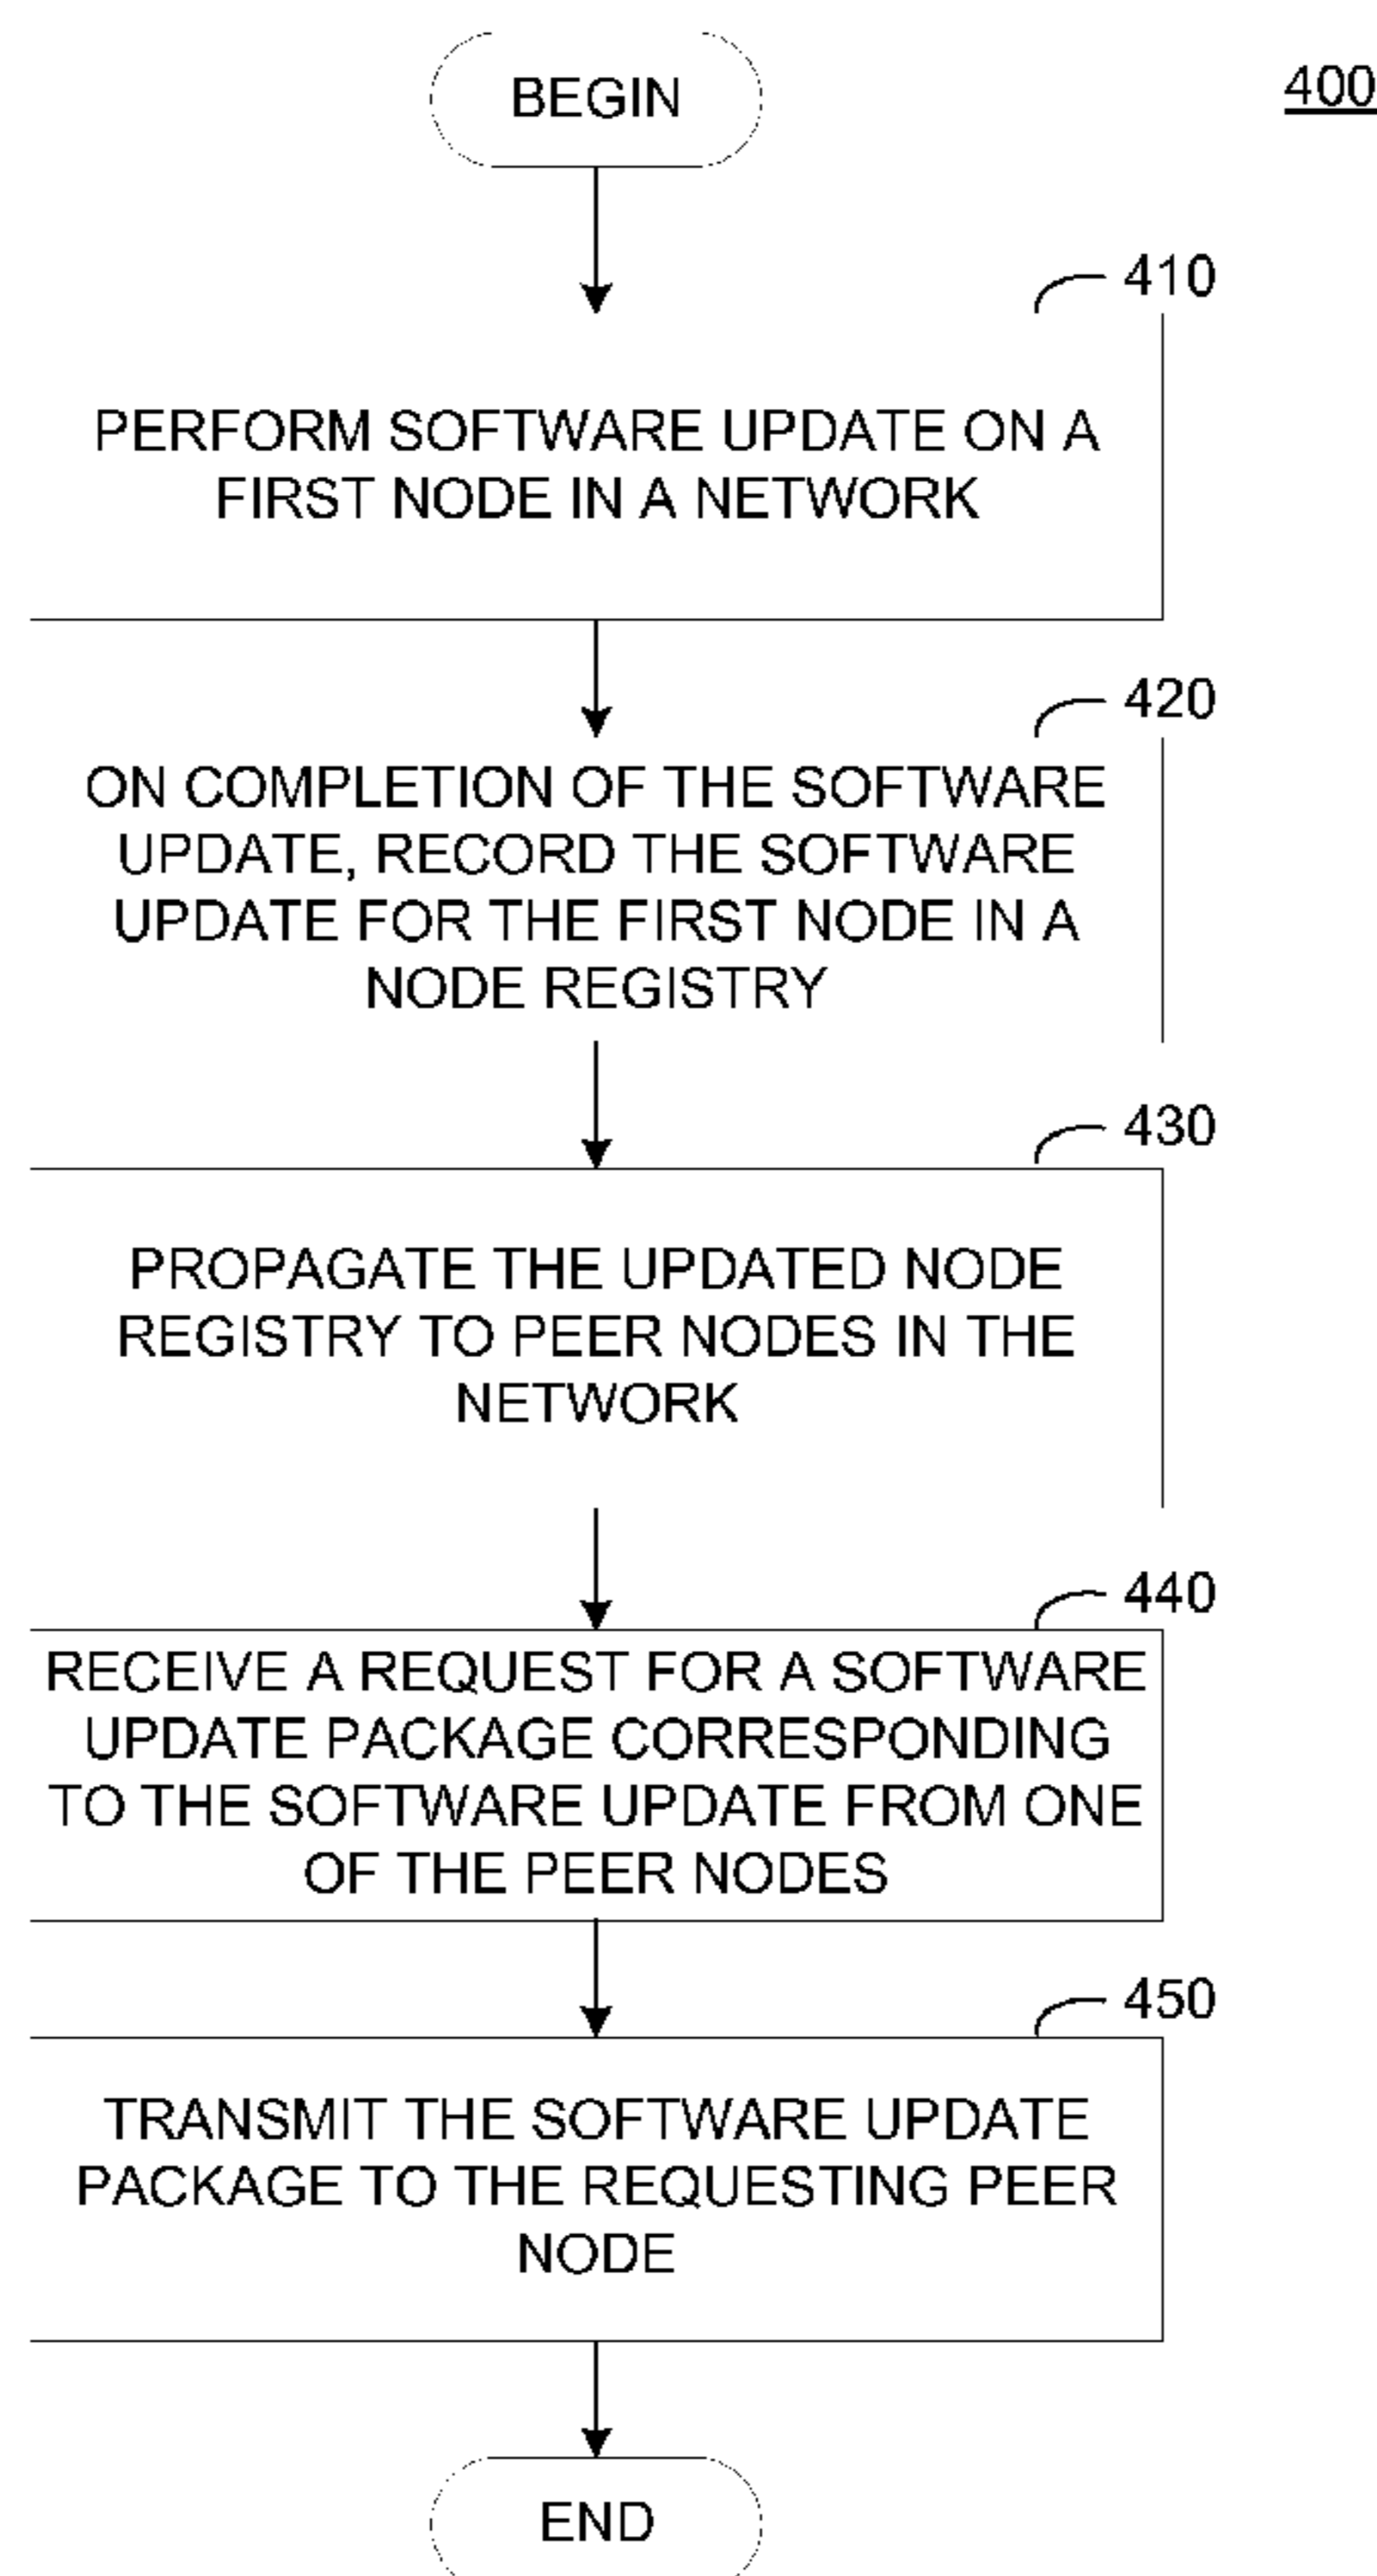 BEGIN
400
410
PERFORM SOFTWARE UPDATE ON A
FIRST NODE IN A NETWORK
420
ON COMPLETION OF THE SOFTWARE
UPDATE, RECORD THE SOFTWARE
UPDATE FOR THE FIRST NODE IN A
NODE REGISTRY
430
PROPAGATE THE UPDATED NODE
REGISTRY TO PEER NODES IN THE
NETWORK
440
RECEIVE A REQUEST FOR A SOFTWARE
UPDATE PACKAGE CORRESPONDING
TO THE SOFTWARE UPDATE FROM ONE
OF THE PEER NODES
450
TRANSMIT THE SOFTWARE UPDATE
PACKAGE TO THE REQUESTING PEER
NODE
END